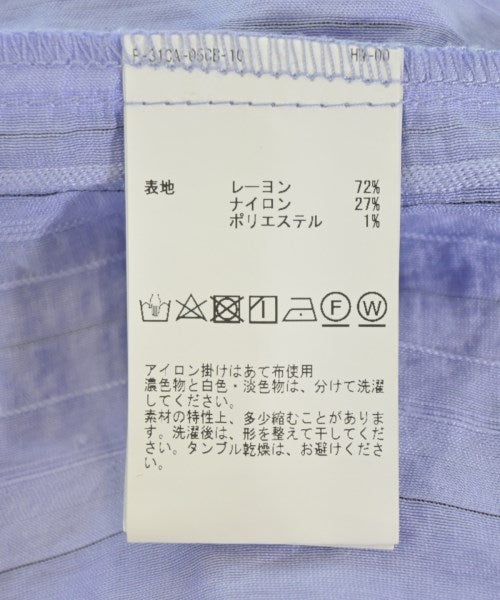 表地 レーヨン 72%
ナイロン 27%
ポリエステル 1%
F W
アイロン掛けはあて布使用
濃色物と白色・淡色物は、分けて洗濯
してください。
素材の特性上、多少縮むことがありま
す。洗濯後は、形を整えて干してくだ
さい。タンブル乾燥は、お避けくださ
い。